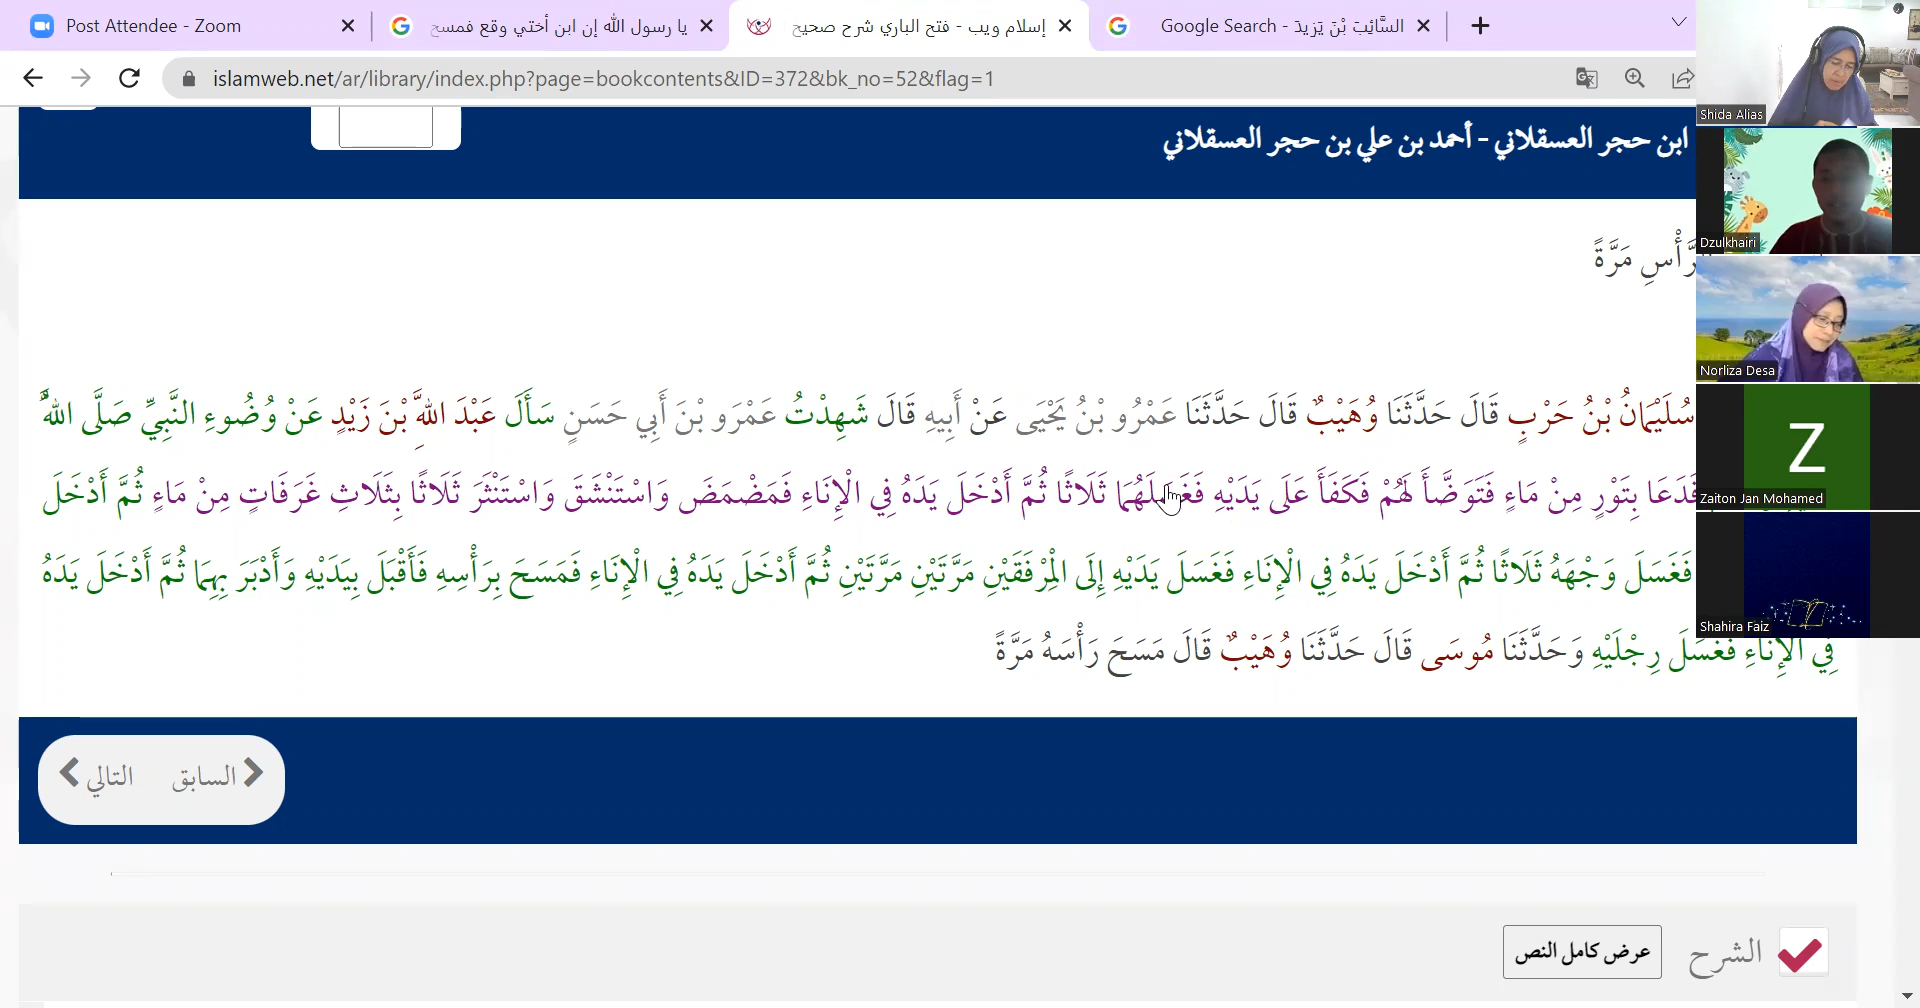 Post Attendee - Zoom
يا رسول الله إن ابن أختي وقع فمسح
إسلام ويب - فتح الباري شرح صحيح
السَّائِبَ بْنَ يَزِيدَ - Google Search
islamweb.net/ar/library/index.php?page=bookcontents&ID=372&bk_no=52&flag=1
ابن حجر العسقلاني - أحمد بن علي بن حجر العسقلاني
الرَّأْسِ مَرَّةً
سُلَيْمَانُ بْنُ حَرْبٍ قَالَ حَدَّثَنَا وُهَيْبٌ قَالَ حَدَّثَنَا عَمْرُو بْنُ يَحْيَى عَنْ أَبِيهِ قَالَ شَهِدْتُ عَمْرَو بْنَ أَبِي حَسَنٍ سَأَلَ عَبْدَ اللَّهِ بْنَ زَيْدٍ عَنْ وُضُوءِ النَّبِيِّ صَلَّى اللَّهُ
فَدَعَا بِتَوْرٍ مِنْ مَاءٍ فَتَوَضَّأَ لَهُمْ فَكَفَأَ عَلَى يَدَيْهِ فَغَسَلَهُمَا ثَلَاثًا ثُمَّ أَدْخَلَ يَدَهُ فِي الْإِنَاءِ فَمَضْمَضَ وَاسْتَنْشَقَ وَاسْتَنْثَرَ ثَلَاثًا بِثَلَاثِ غَرَفَاتٍ مِنْ مَاءٍ ثُمَّ أَدْخَلَ
فَغَسَلَ وَجْهَهُ ثَلَاثًا ثُمَّ أَدْخَلَ يَدَهُ فِي الْإِنَاءِ فَغَسَلَ يَدَيْهِ إِلَى الْمِرْفَقَيْنِ مَرَّتَيْنِ مَرَّتَيْنِ ثُمَّ أَدْخَلَ يَدَهُ فِي الْإِنَاءِ فَمَسَحَ بِرَأْسِهِ فَأَقْبَلَ بِيَدَيْهِ وَأَدْبَرَ بِهِمَا ثُمَّ أَدْخَلَ يَدَهُ
فِي الْإِنَاءِ فَغَسَلَ رِجْلَيْهِ وَحَدَّثَنَا مُوسَى قَالَ حَدَّثَنَا وُهَيْبٌ قَالَ مَسَحَ رَأْسَهُ مَرَّةً
السابق التالي
الشرح
عرض كامل النص
Shida Alias
Dzulkhairi
Norliza Desa
Z
Zaiton Jan Mohamed
Shahira Faiz